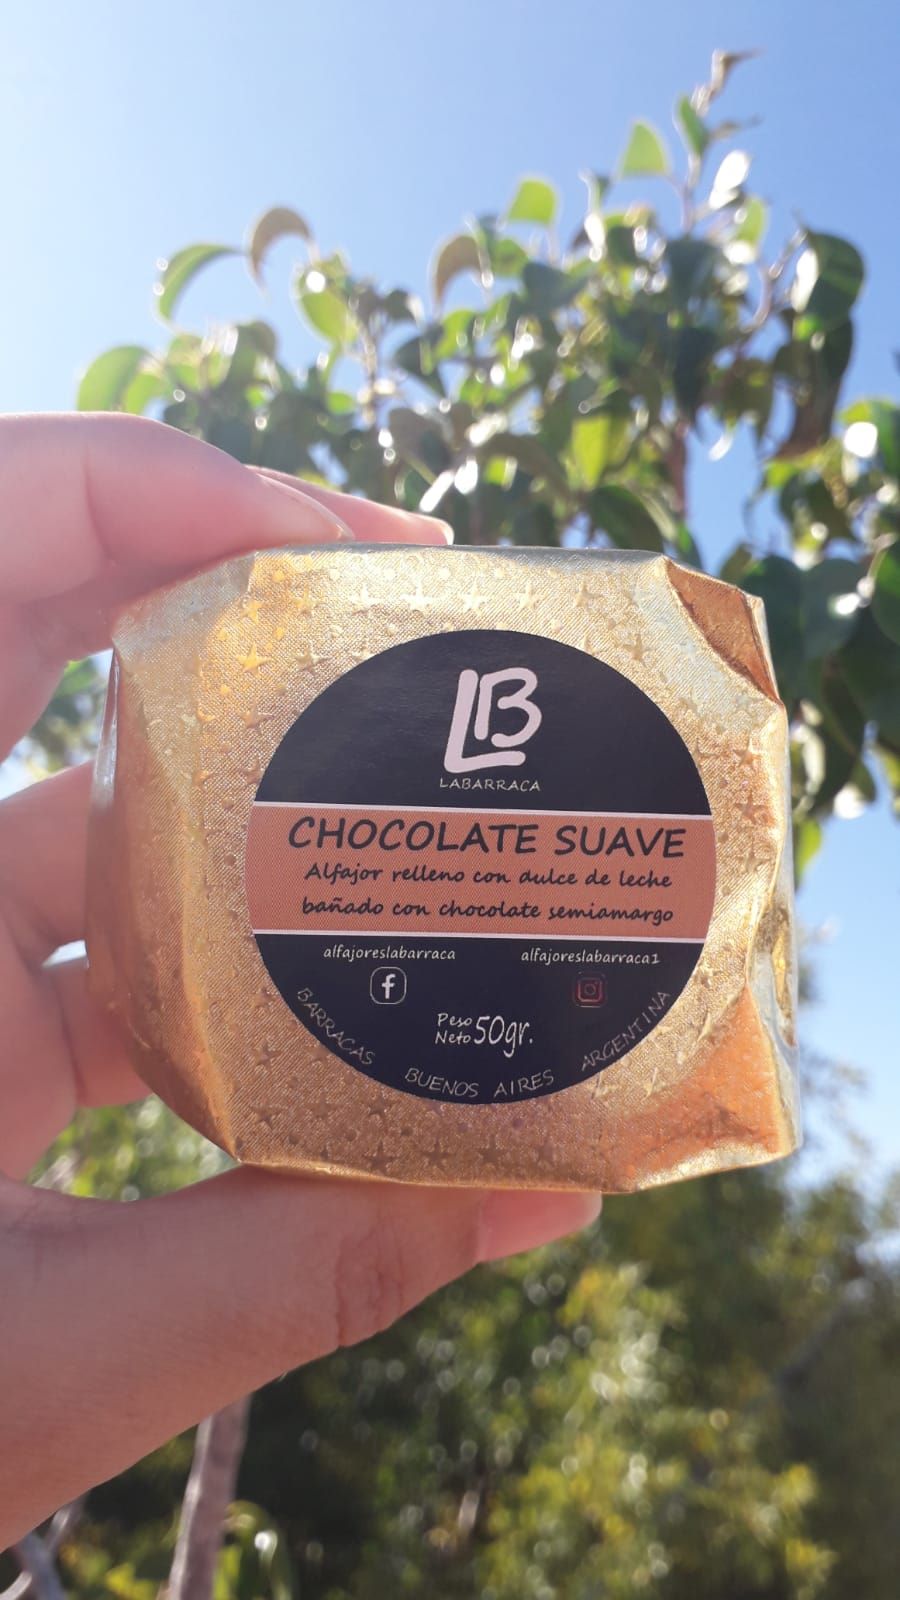 LB
LABARRACA
CHOCOLATE SUAVE
Alfajor relleno con dulce de leche
bañado con chocolate semiamargo
alfajoreslabarraca
alfajoreslabarraca1
Peso
Neto 50gr.
BARRACAS BUENOS AIRES ARGENTINA